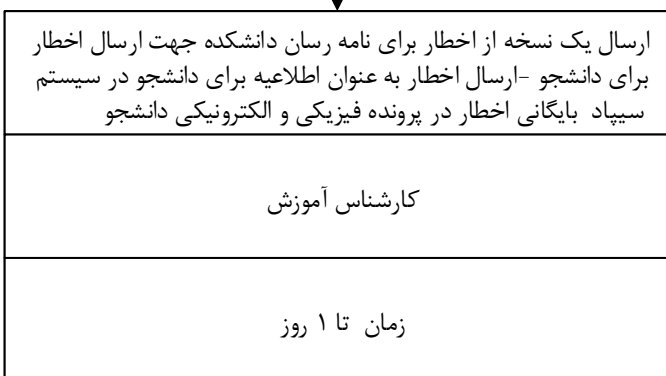 ارسال یک نسخه از اخطار برای نامه رسان دانشکده جهت ارسال اخطار
برای دانشجو -ارسال اخطار به عنوان اطلاعیه برای دانشجو در سیستم
سیپاد بایگانی اخطار در پرونده فیزیکی و الکترونیکی دانشجو
کارشناس آموزش
زمان تا ۱ روز